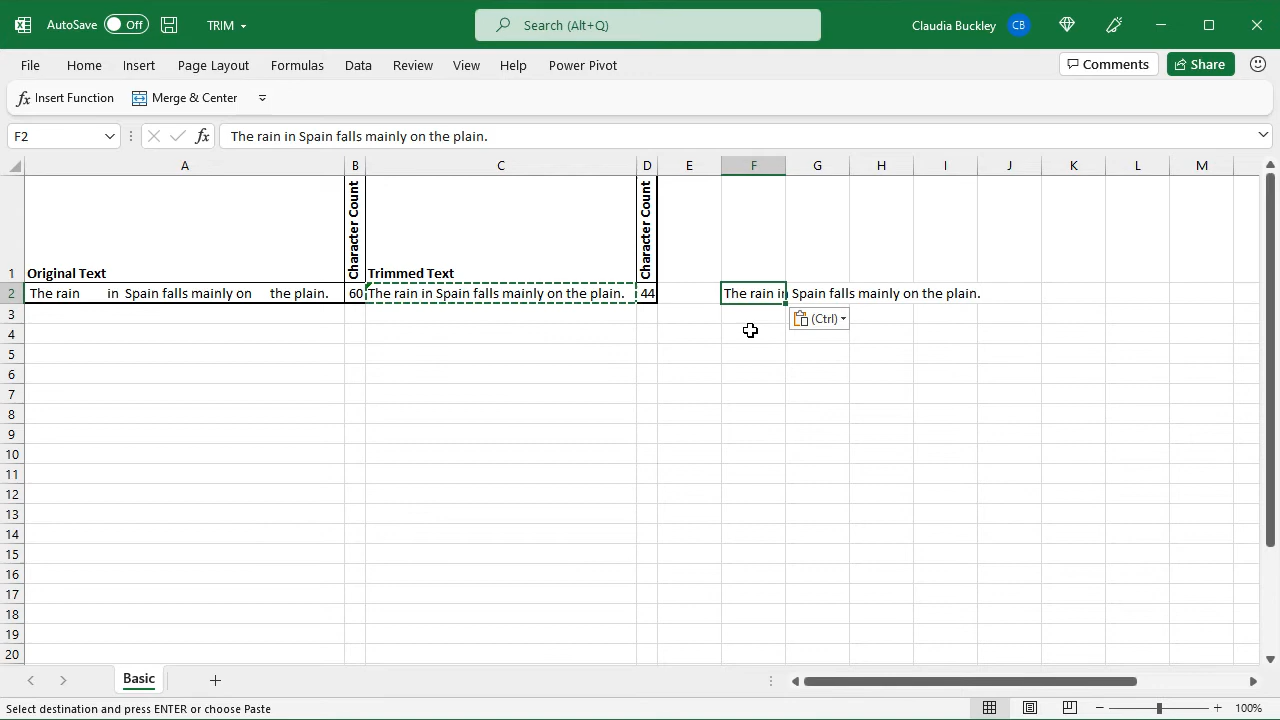 AutoSave Off TRIM Search (Alt+Q) Claudia Buckley CB
File Home Insert Page Layout Formulas Data Review View Help Power Pivot Comments Share
fx Insert Function Merge & Center
F2 fx The rain in Spain falls mainly on the plain.
A B C D E F G H I J K L M
1 Original Text Character Count Trimmed Text Character Count
2 The rain in Spain falls mainly on the plain. 60 The rain in Spain falls mainly on the plain. 44 The rain in Spain falls mainly on the plain.
3 (Ctrl)
4
5
6
7
8
9
10
11
12
13
14
15
16
17
18
19
20
Basic
Select destination and press ENTER or choose Paste 100%